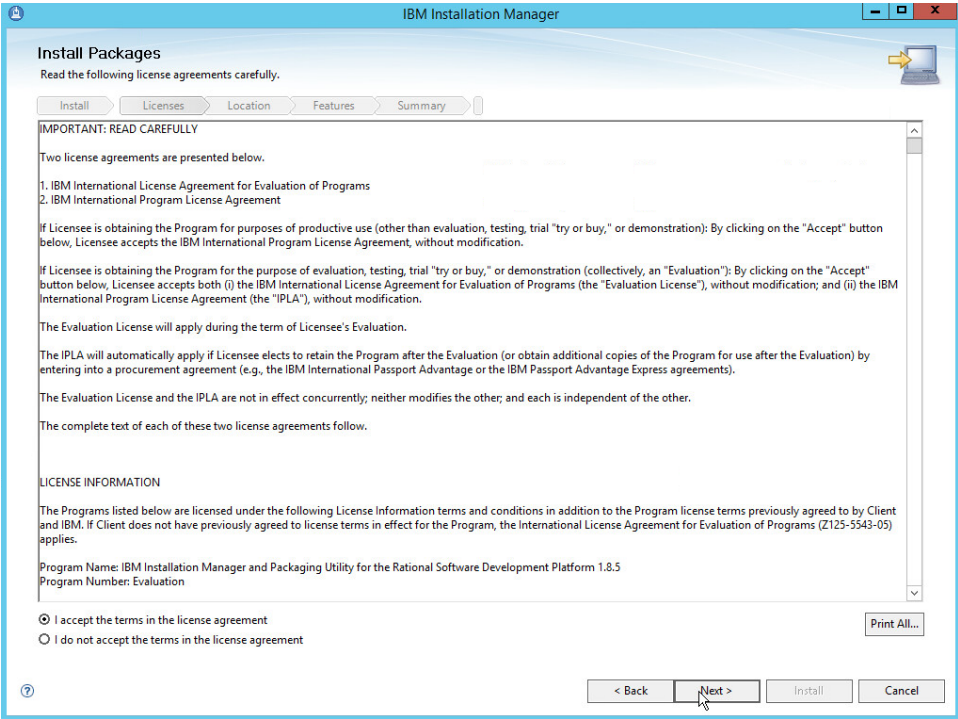 IBM Installation Manager
Install Packages
Read the following license agreements carefully.
Install Licenses Location Features Summary
IMPORTANT: READ CAREFULLY
Two license agreements are presented below.
1. IBM International License Agreement for Evaluation of Programs
2. IBM International Program License Agreement
If Licensee is obtaining the Program for purposes of productive use (other than evaluation, testing, trial "try or buy," or demonstration): By clicking on the "Accept" button
below, Licensee accepts the IBM International Program License Agreement, without modification.
If Licensee is obtaining the Program for the purpose of evaluation, testing, trial "try or buy," or demonstration (collectively, an "Evaluation"): By clicking on the "Accept"
button below, Licensee accepts both (i) the IBM International License Agreement for Evaluation of Programs (the "Evaluation License"), without modification; and (ii) the IBM
International Program License Agreement (the "IPLA"), without modification.
The Evaluation License will apply during the term of Licensee's Evaluation.
The IPLA will automatically apply if Licensee elects to retain the Program after the Evaluation (or obtain additional copies of the Program for use after the Evaluation) by
entering into a procurement agreement (e.g., the IBM International Passport Advantage or the IBM Passport Advantage Express agreements).
The Evaluation License and the IPLA are not in effect concurrently; neither modifies the other; and each is independent of the other.
The complete text of each of these two license agreements follow.
LICENSE INFORMATION
The Programs listed below are licensed under the following License Information terms and conditions in addition to the Program license terms previously agreed to by Client
and IBM. If Client does not have previously agreed to license terms in effect for the Program, the International License Agreement for Evaluation of Programs (Z125-5543-05)
applies.
Program Name: IBM Installation Manager and Packaging Utility for the Rational Software Development Platform 1.8.5
Program Number: Evaluation
I accept the terms in the license agreement
I do not accept the terms in the license agreement
Print All...
? < Back Next > Install Cancel